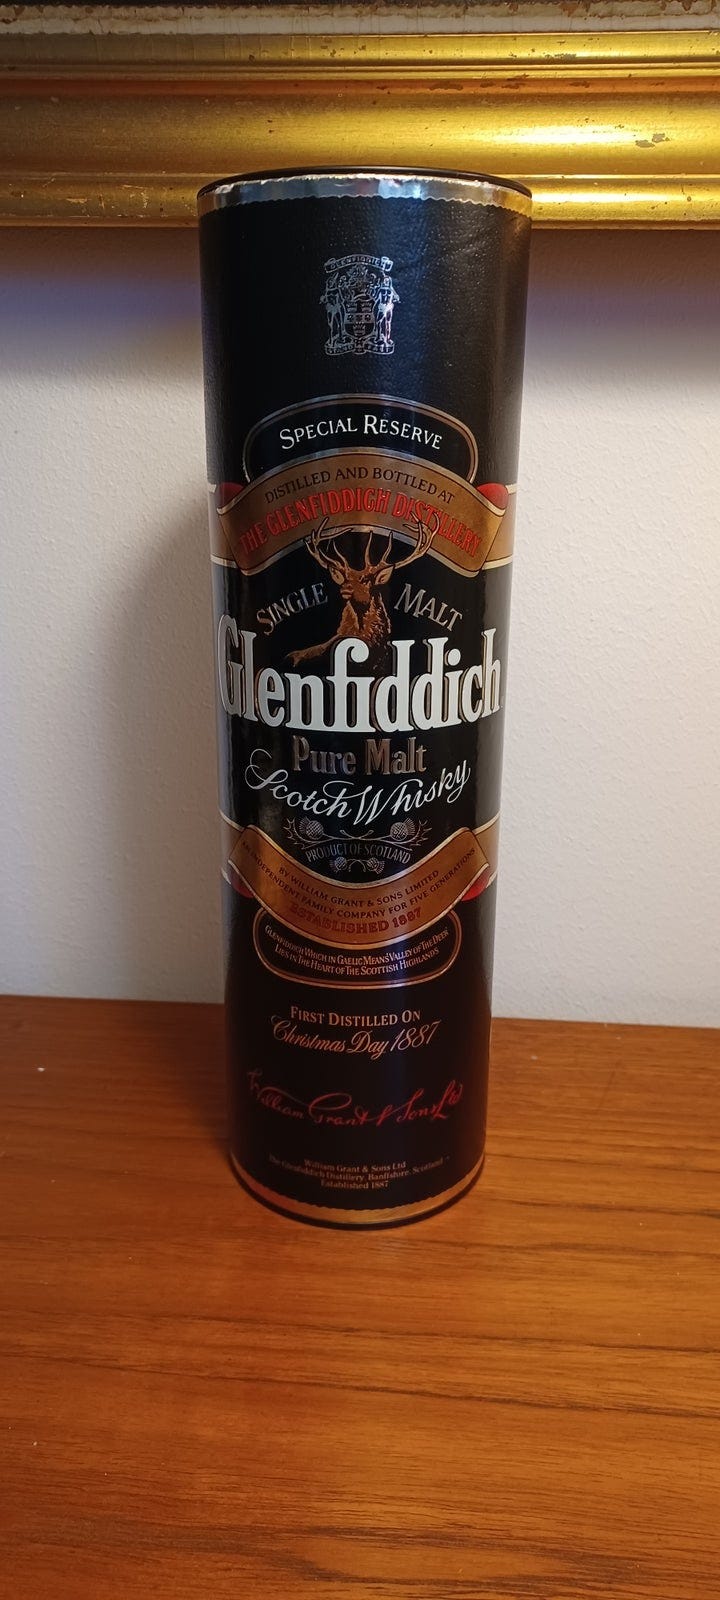 GLENFIDDICH
STAND FAST
SPECIAL RESERVE
DISTILLED AND BOTTLED AT
THE GLENFIDDICH DISTILLERY
SINGLE MALT
Glenfiddich
Pure Malt
Scotch Whisky
PRODUCT OF SCOTLAND
BY WILLIAM GRANT & SONS LIMITED
AN INDEPENDENT FAMILY COMPANY FOR FIVE GENERATIONS
ESTABLISHED 1887
GLENFIDDICH WHICH IN GAELIC MEANS 'VALLEY OF THE DEER'
LIES IN THE HEART OF THE SCOTTISH HIGHLANDS
FIRST DISTILLED ON
Christmas Day 1887
William Grant & Sons Ltd
William Grant & Sons Ltd
The Glenfiddich Distillery, Banffshire, Scotland
Established 1887